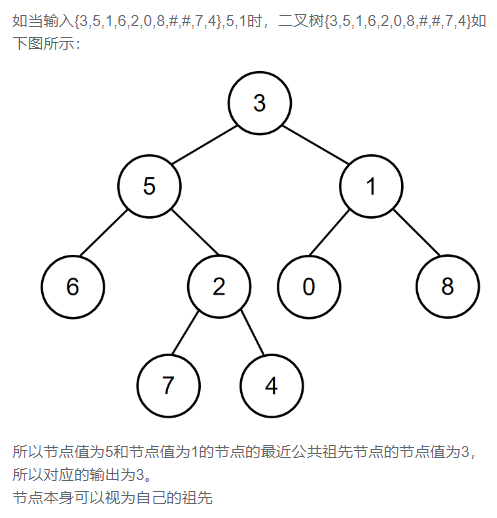 如当输入{3,5,1,6,2,0,8,#,#,7,4},5,1时，二叉树{3,5,1,6,2,0,8,#,#,7,4}如
下图所示：
3
5 1
6 2 0 8
7 4
所以节点值为5和节点值为1的节点的最近公共祖先节点的节点值为3，
所以对应的输出为3。
节点本身可以视为自己的祖先